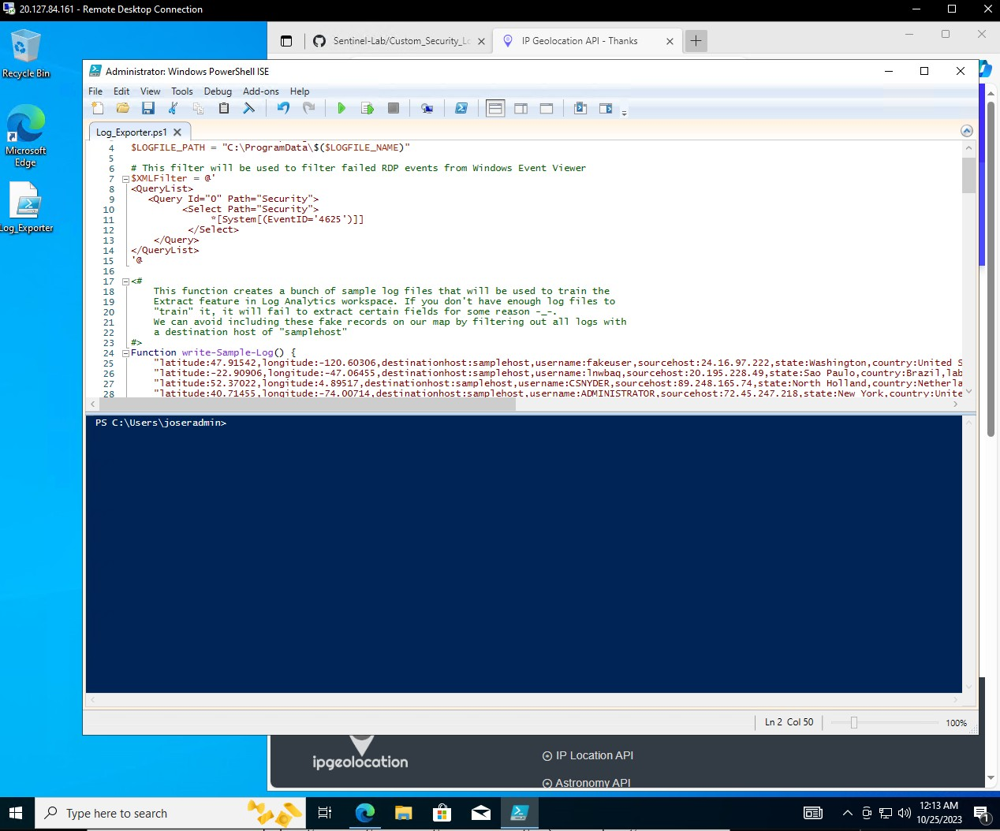 20.127.84.161 - Remote Desktop Connection
Recycle Bin
Microsoft
Edge
Log_Exporter
Sentinel-Lab/Custom_Security_Lo
IP Geolocation API - Thanks
Administrator: Windows PowerShell ISE
File Edit View Tools Debug Add-ons Help
Log_Exporter.ps1
4 $LOGFILE_PATH = "C:\ProgramData\$($LOGFILE_NAME)"
5
6 # This filter will be used to filter failed RDP events from Windows Event Viewer
7 $XMLFilter = @'
8 <QueryList>
9 <Query Id="0" Path="Security">
10 <Select Path="Security">
11 *[System[(EventID='4625')]]
12 </Select>
13 </Query>
14 </QueryList>
15 '@
16
17 <#
18 This function creates a bunch of sample log files that will be used to train the
19 Extract feature in Log Analytics workspace. If you don't have enough log files to
20 "train" it, it will fail to extract certain fields for some reason -_-.
21 We can avoid including these fake records on our map by filtering out all logs with
22 a destination host of "samplehost"
23 #>
24 Function write-Sample-Log() {
25 "latitude:47.91542,longitude:-120.60306,destinationhost:samplehost,username:fakeuser,sourcehost:24.16.97.222,state:Washington,country:United S
26 "latitude:-22.90906,longitude:-47.06455,destinationhost:samplehost,username:lnwbaq,sourcehost:20.195.228.49,state:Sao Paulo,country:Brazil,lab
27 "latitude:52.37022,longitude:4.89517,destinationhost:samplehost,username:CSNYDER,sourcehost:89.248.165.74,state:North Holland,country:Netherla
28 "latitude:40.71455,longitude:-74.00714,destinationhost:samplehost,username:ADMINISTRATOR,sourcehost:72.45.247.218,state:New York,country:Unite
PS C:\Users\joseradmin>
Ln 2 Col 50
100%
ipgeolocation
IP Location API
Astronomy API
Type here to search
12:13 AM
10/25/2023
1